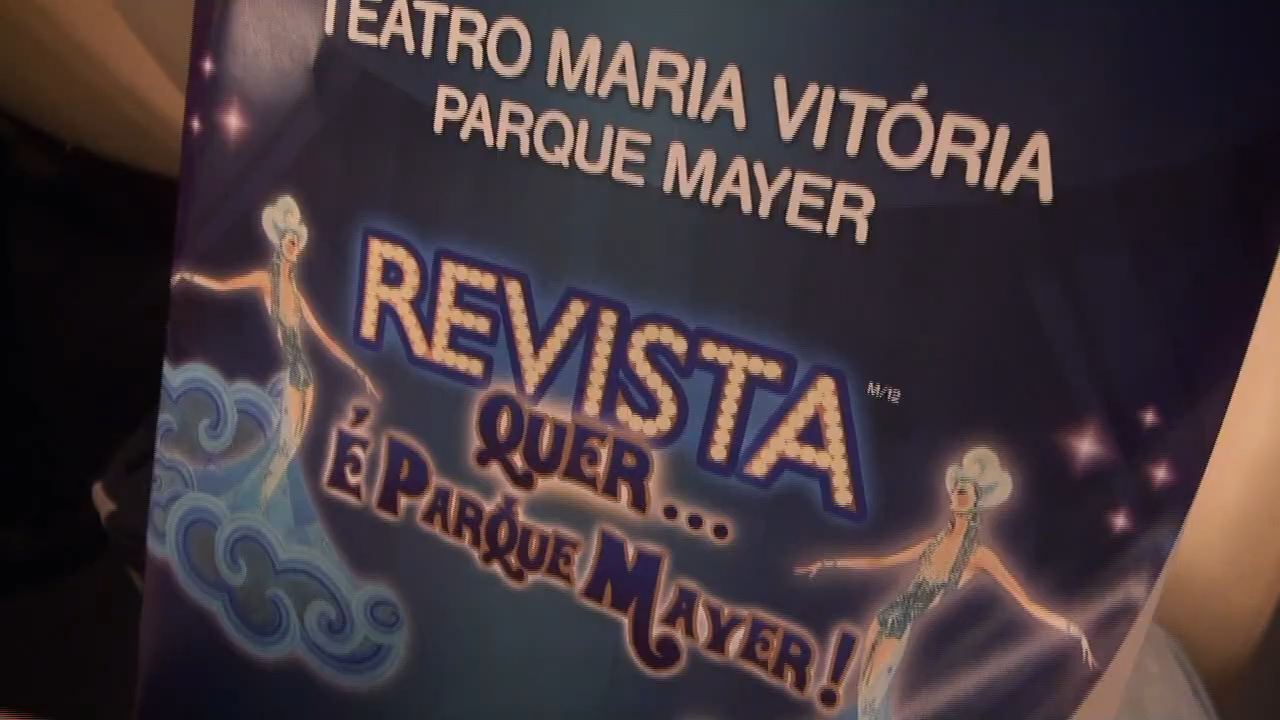 TEATRO MARIA VITÓRIA
PARQUE MAYER
REVISTA
M/12
QUER...
É PARQUE MAYER!